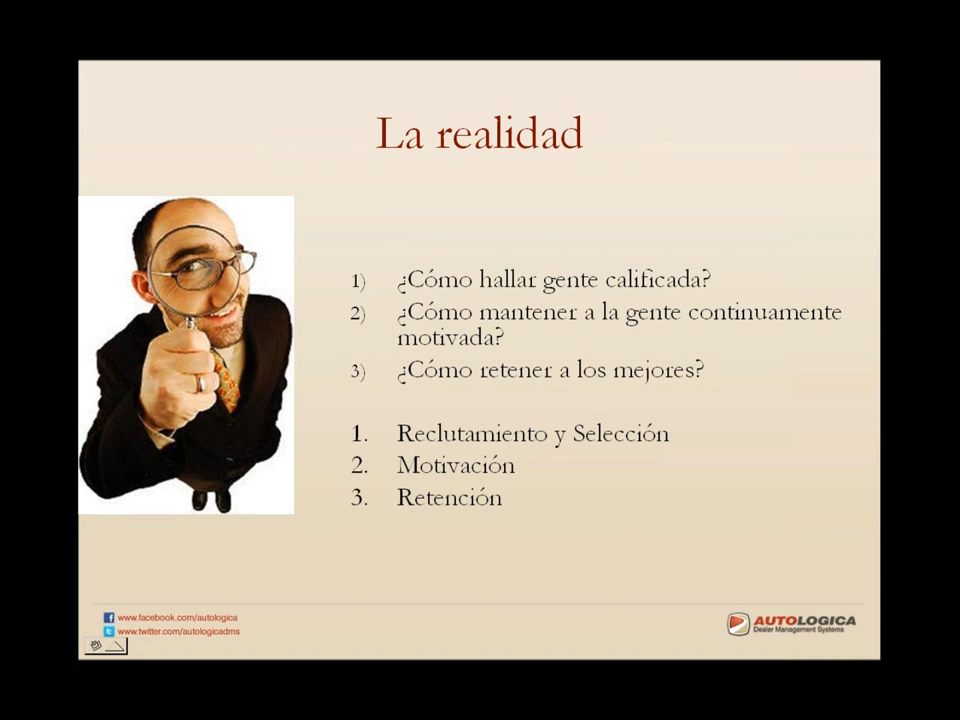 La realidad
1) ¿Cómo hallar gente calificada?
2) ¿Cómo mantener a la gente continuamente
motivada?
3) ¿Cómo retener a los mejores?
1. Reclutamiento y Selección
2. Motivación
3. Retención
www.facebook.com/autologica
www.twitter.com/autologicadms
AUTOLOGICA
Dealer Management Systems